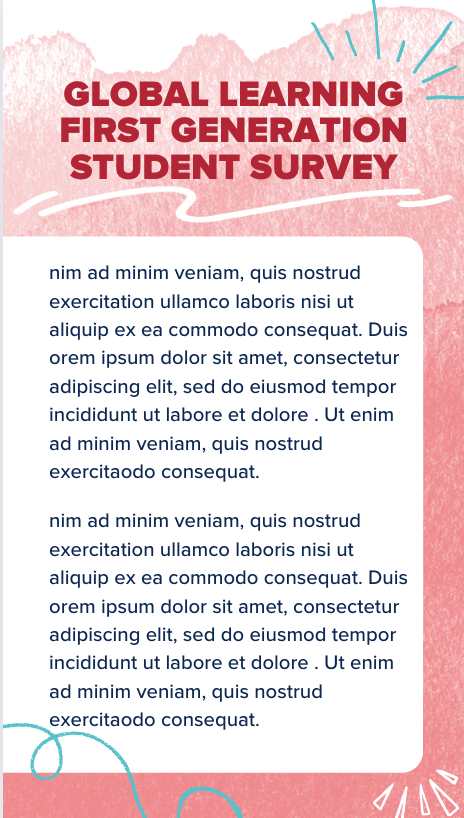 GLOBAL LEARNING
FIRST GENERATION
STUDENT SURVEY
nim ad minim veniam, quis nostrud
exercitation ullamco laboris nisi ut
aliquip ex ea commodo consequat. Duis
orem ipsum dolor sit amet, consectetur
adipiscing elit, sed do eiusmod tempor
incididunt ut labore et dolore . Ut enim
ad minim veniam, quis nostrud
exercitaodo consequat.
nim ad minim veniam, quis nostrud
exercitation ullamco laboris nisi ut
aliquip ex ea commodo consequat. Duis
orem ipsum dolor sit amet, consectetur
adipiscing elit, sed do eiusmod tempor
incididunt ut labore et dolore . Ut enim
ad minim veniam, quis nostrud
exercitaodo consequat.